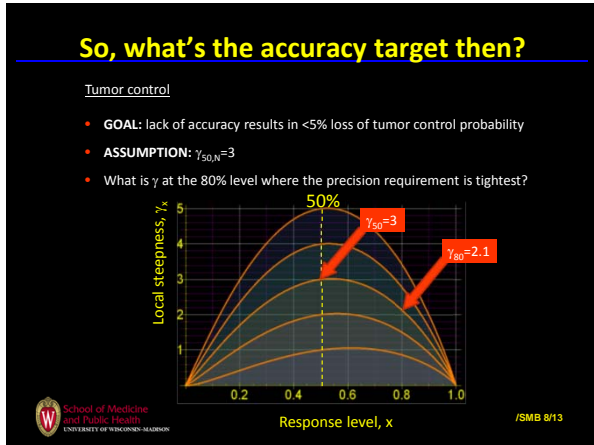 So, what's the accuracy target then?
Tumor control
• GOAL: lack of accuracy results in <5% loss of tumor control probability
• ASSUMPTION: γ50,N=3
• What is γ at the 80% level where the precision requirement is tightest?
50%
γ50=3
γ80=2.1
Local steepness, γx
5
4
3
2
1
0.2 0.4 0.6 0.8 1.0
Response level, x
W
School of Medicine
and Public Health
UNIVERSITY OF WISCONSIN-MADISON
/SMB 8/13